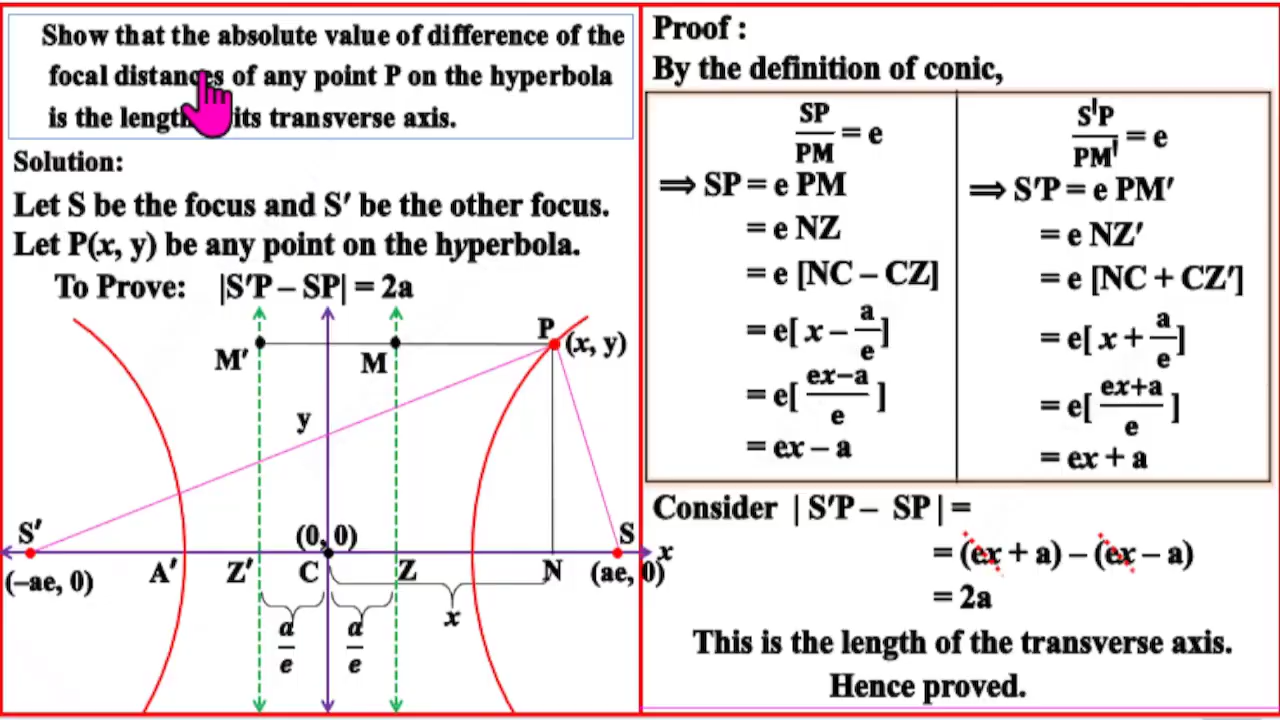 Show that the absolute value of difference of the
focal distances of any point P on the hyperbola
is the length its transverse axis.
Solution:
Let S be the focus and S′ be the other focus.
Let P(x, y) be any point on the hyperbola.
To Prove: |S′P – SP| = 2a
P (x, y)
M′
M
y
S′
(0, 0)
S
x
(–ae, 0)
A′
Z′
C
Z
N
(ae, 0)
x
a/e
a/e
Proof :
By the definition of conic,
SP/PM = e
⟹ SP = e PM
= e NZ
= e [NC – CZ]
= e[ x – a/e]
= e[ ex–a/e ]
= ex – a
S′P/PM′ = e
⟹ S′P = e PM′
= e NZ′
= e [NC + CZ′]
= e[ x + a/e]
= e[ ex+a/e ]
= ex + a
Consider | S′P – SP | =
= (ex + a) – (ex – a)
= 2a
This is the length of the transverse axis.
Hence proved.